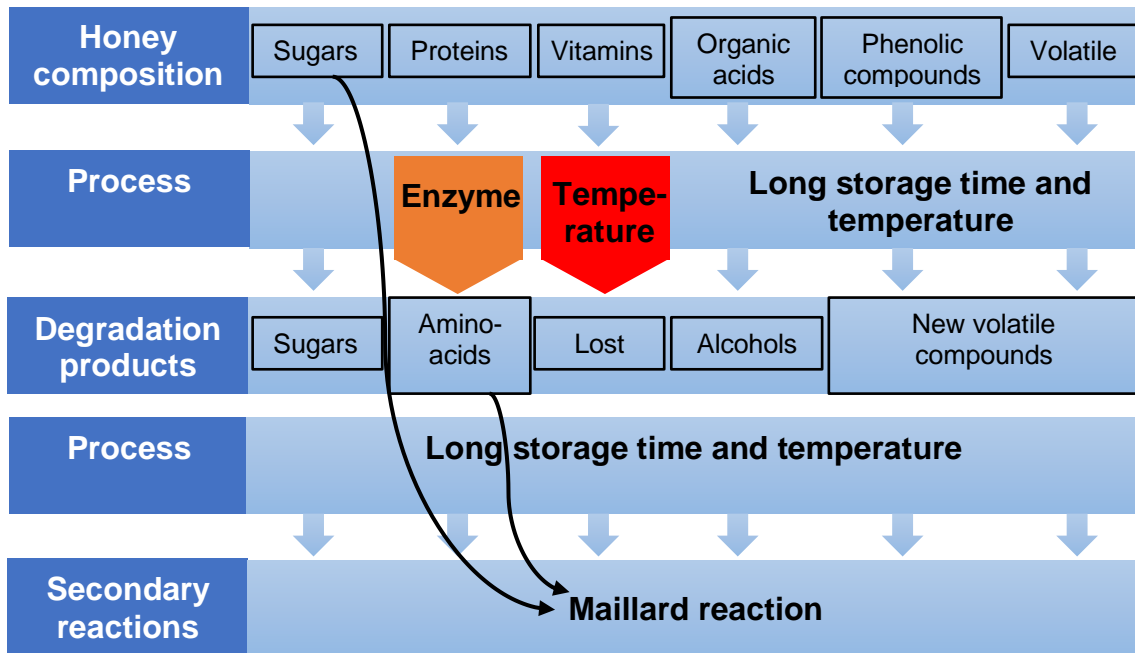 Honey
composition
Sugars
Proteins
Vitamins
Organic
acids
Phenolic
compounds
Volatile
Process
Enzyme
Tempe-
rature
Long storage time and
temperature
Degradation
products
Sugars
Amino-
acids
Lost
Alcohols
New volatile
compounds
Process
Long storage time and temperature
Secondary
reactions
Maillard reaction